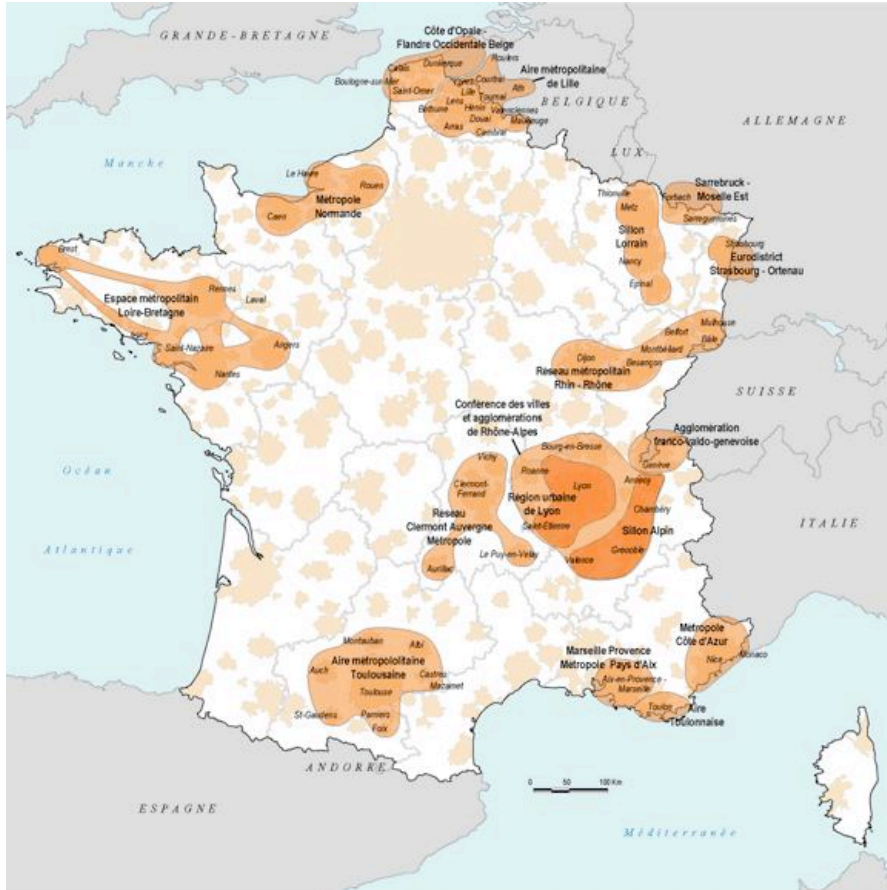 GRANDE-BRETAGNE
Côte d'Opale -
Flandre Occidentale Belge
Roulers
Dunkerque
Calais
Aire métropolitaine
de Lille
Boulogne-sur-Mer
Saint-Omer
Ypres
Courtrai
Lille
Tournai
Ath
BELGIQUE
Béthune
Lens
Hénin
Valenciennes
Douai
Maubeuge
Arras
Cambrai
ALLEMAGNE
Manche
LUX.
Le Havre
Rouen
Métropole
Normande
Caen
Thionville
Metz
Forbach
Sarrebruck -
Moselle Est
Sarreguemines
Sillon
Lorrain
Nancy
Epinal
Strasbourg
Eurodistrict
Strasbourg - Ortenau
Brest
Espace métropolitain
Loire-Bretagne
Rennes
Laval
Saint-Nazaire
Angers
Nantes
Mulhouse
Belfort
Bâle
Montbéliard
Dijon
Besançon
Réseau métropolitain
Rhin - Rhône
SUISSE
Conférence des villes
et agglomérations
de Rhône-Alpes
Agglomération
franco-valdo-genevoise
Bourg-en-Bresse
Genève
Annecy
Vichy
Roanne
Lyon
Clermont-
Ferrand
Région urbaine
de Lyon
Chambéry
Saint-Etienne
Sillon Alpin
Réseau
Clermont Auvergne
Métropole
Grenoble
Le Puy-en-Velay
Valence
Aurillac
ITALIE
Océan
Atlantique
Montauban
Albi
Aire métropololitaine
Toulousaine
Auch
Castres
Mazamet
Toulouse
St-Gaudens
Pamiers
Foix
Métropole
Côte d'Azur
Nice
Monaco
Marseille Provence
Métropole Pays d'Aix
Aix-en-Provence -
Marseille
Toulon
Aire
Toulonnaise
ANDORRE
0 50 100 Km
ESPAGNE
Méditerranée